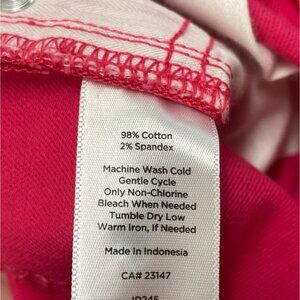 98% Cotton
2% Spandex
Machine Wash Cold
Gentle Cycle
Only Non-Chlorine
Bleach When Needed
Tumble Dry Low
Warm Iron, If Needed
Made In Indonesia
CA# 23147
ID245